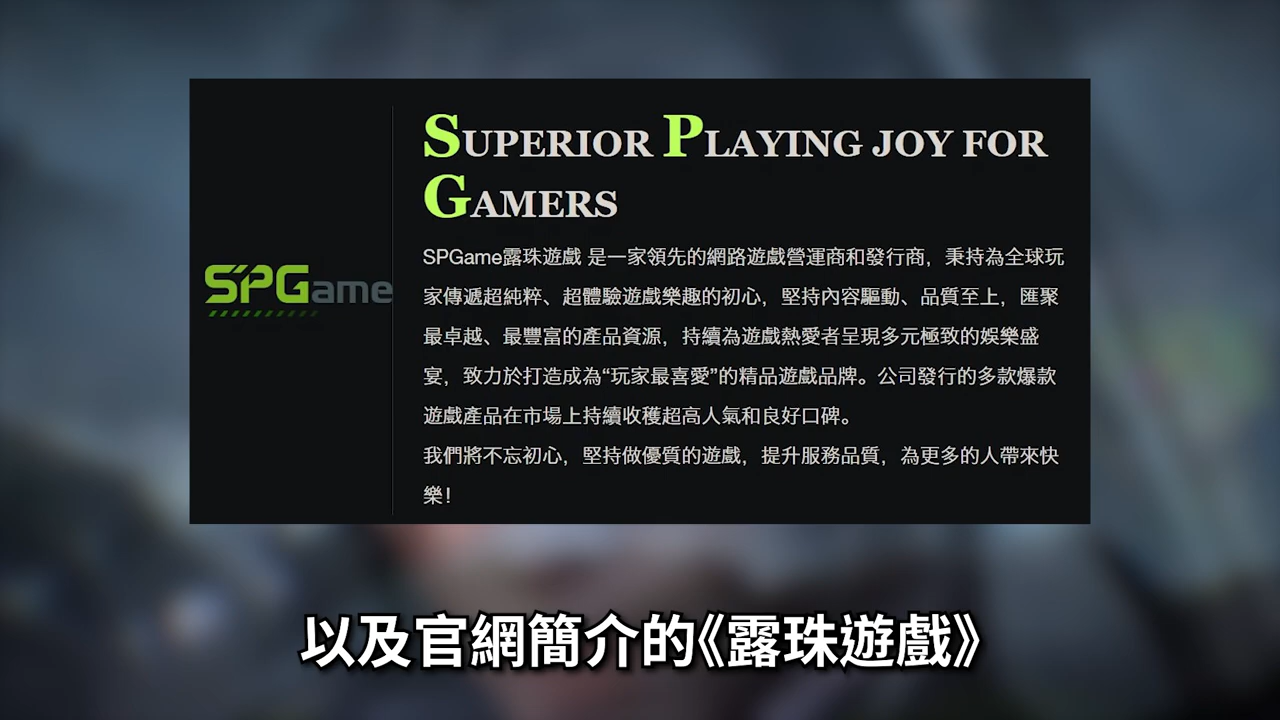 SUPERIOR PLAYING JOY FOR
GAMERS
SPGame
SPGame露珠遊戲 是一家領先的網路遊戲營運商和發行商，秉持為全球玩
家傳遞超純粹、超體驗遊戲樂趣的初心，堅持內容驅動、品質至上，匯聚
最卓越、最豐富的產品資源，持續為遊戲熱愛者呈現多元極致的娛樂盛
宴，致力於打造成為“玩家最喜愛”的精品遊戲品牌。公司發行的多款爆款
遊戲產品在市場上持續收穫超高人氣和良好口碑。
我們將不忘初心，堅持做優質的遊戲，提升服務品質，為更多的人帶來快
樂！
以及官網簡介的《露珠遊戲》